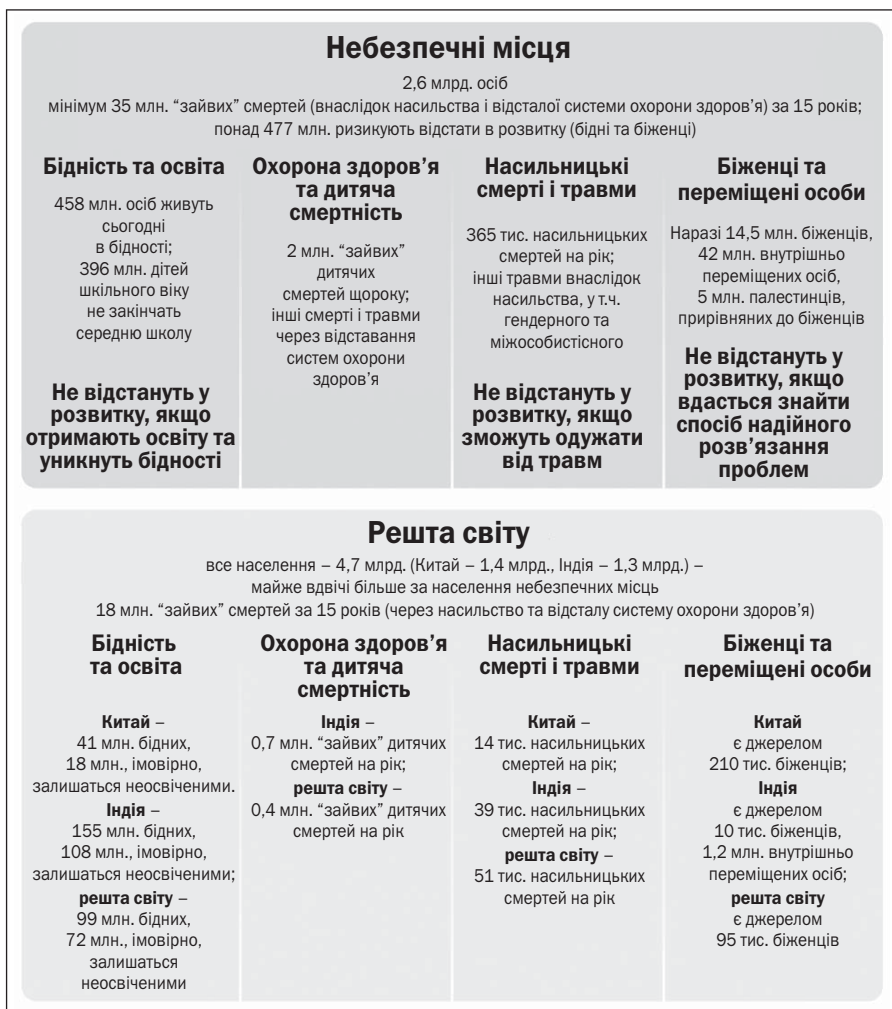 Небезпечні місця
2,6 млрд. осіб
мінімум 35 млн. “зайвих” смертей (внаслідок насильства і відсталої системи охорони здоров’я) за 15 років;
понад 477 млн. ризикують відстати в розвитку (бідні та біженці)
Бідність та освіта
458 млн. осіб живуть
сьогодні
в бідності;
396 млн. дітей
шкільного віку
не закінчать
середню школу
Не відстануть у
розвитку, якщо
отримають освіту та
уникнуть бідності
Охорона здоров’я
та дитяча
смертність
2 млн. “зайвих”
дитячих
смертей щороку;
інші смерті і травми
через відставання
систем охорони
здоров’я
Насильницькі
смерті і травми
365 тис. насильницьких
смертей на рік;
інші травми внаслідок
насильства, у т.ч.
гендерного та
міжособистісного
Не відстануть у
розвитку, якщо
зможуть одужати
від травм
Біженці та
переміщені особи
Наразі 14,5 млн. біженців,
42 млн. внутрішньо
переміщених осіб,
5 млн. палестинців,
прирівняних до біженців
Не відстануть у
розвитку, якщо
вдасться знайти
спосіб надійного
розв’язання
проблем
Решта світу
все населення – 4,7 млрд. (Китай – 1,4 млрд., Індія – 1,3 млрд.) –
майже вдвічі більше за населення небезпечних місць
18 млн. “зайвих” смертей за 15 років (через насильство та відсталу систему охорони здоров’я)
Бідність
та освіта
Китай –
41 млн. бідних,
18 млн., імовірно,
залишаться неосвіченими.
Індія –
155 млн. бідних,
108 млн., імовірно,
залишаться неосвіченими;
решта світу –
99 млн. бідних,
72 млн., імовірно,
залишаться
неосвіченими
Охорона здоров’я
та дитяча
смертність
Індія –
0,7 млн. “зайвих” дитячих
смертей на рік;
решта світу –
0,4 млн. “зайвих” дитячих
смертей на рік
Насильницькі
смерті і травми
Китай –
14 тис. насильницьких
смертей на рік;
Індія –
39 тис. насильницьких
смертей на рік;
решта світу –
51 тис. насильницьких
смертей на рік
Біженці та
переміщені особи
Китай
є джерелом
210 тис. біженців;
Індія
є джерелом
10 тис. біженців,
1,2 млн. внутрішньо
переміщених осіб;
решта світу
є джерелом
95 тис. біженців